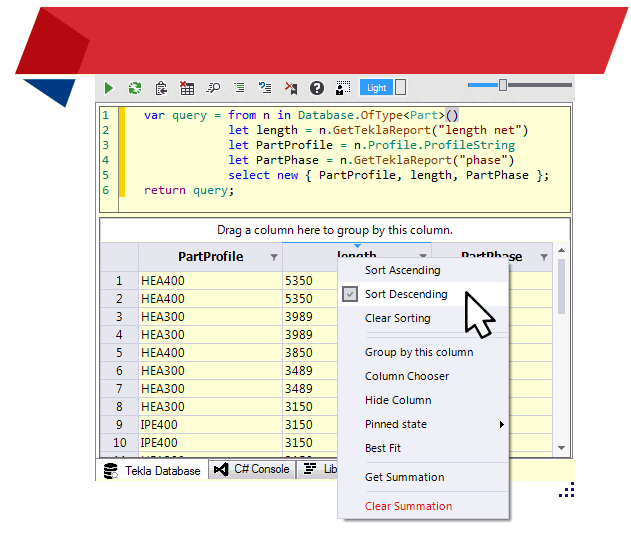 Light
1 var query = from n in Database.OfType<Part>()
2 let length = n.GetTeklaReport("length net")
3 let PartProfile = n.Profile.ProfileString
4 let PartPhase = n.GetTeklaReport("phase")
5 select new { PartProfile, length, PartPhase };
6 return query;
Drag a column here to group by this column.
PartProfile length PartPhase
1 HEA400 5350
2 HEA400 5350
3 HEA300 3989
4 HEA300 3989
5 HEA400 3850
6 HEA300 3489
7 HEA300 3489
8 HEA300 3150
9 IPE400 3150
10 IPE400 3150
Sort Ascending
Sort Descending
Clear Sorting
Group by this column
Column Chooser
Hide Column
Pinned state
Best Fit
Get Summation
Clear Summation
Tekla Database C# Console Lib